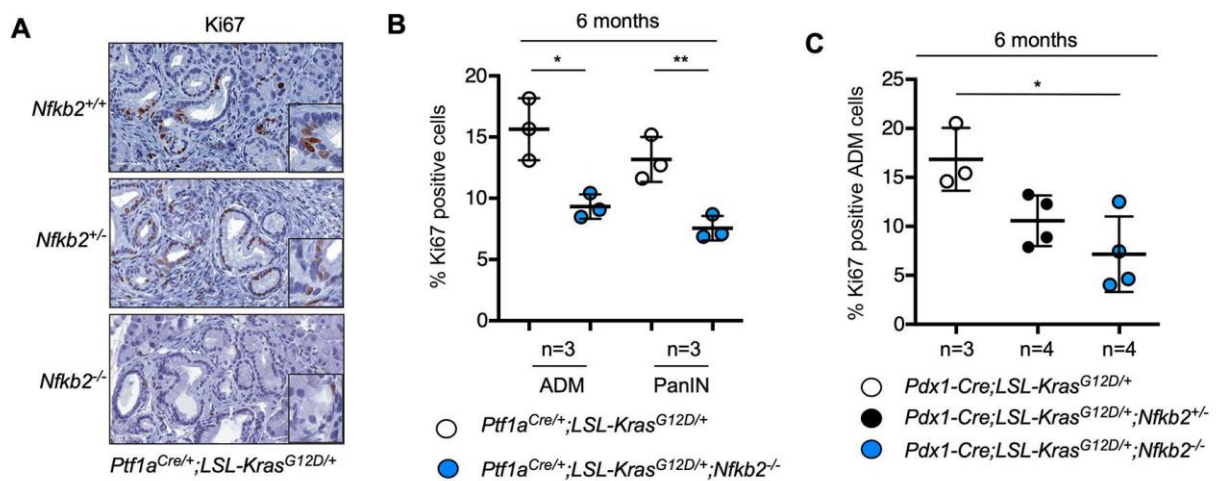 A
Ki67
Nfkb2+/+
Nfkb2+/-
Nfkb2-/-
Ptf1aCre/+;LSL-KrasG12D/+
B
6 months
* **
% Ki67 positive cells
20
15
10
5
0
n=3 n=3
ADM PanIN
Ptf1aCre/+;LSL-KrasG12D/+
Ptf1aCre/+;LSL-KrasG12D/+;Nfkb2-/-
C
6 months
*
% Ki67 positive ADM cells
25
20
15
10
5
0
n=3 n=4 n=4
Pdx1-Cre;LSL-KrasG12D/+
Pdx1-Cre;LSL-KrasG12D/+;Nfkb2+/-
Pdx1-Cre;LSL-KrasG12D/+;Nfkb2-/-